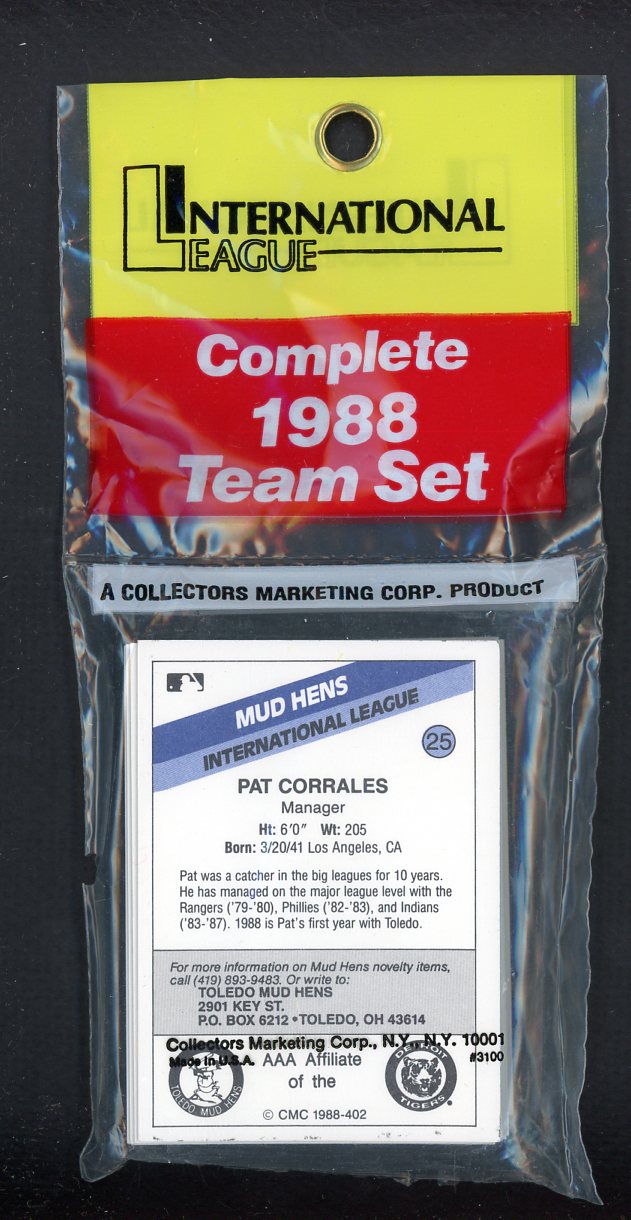 INTERNATIONAL
LEAGUE
Complete
1988
Team Set
A COLLECTORS MARKETING CORP. PRODUCT
MUD HENS
INTERNATIONAL LEAGUE
25
PAT CORRALES
Manager
Ht: 6'0" Wt: 205
Born: 3/20/41 Los Angeles, CA
Pat was a catcher in the big leagues for 10 years.
He has managed on the major league level with the
Rangers ('79-'80), Phillies ('82-'83), and Indians
('83-'87). 1988 is Pat's first year with Toledo.
For more information on Mud Hens novelty items,
call (419) 893-9483. Or write to:
TOLEDO MUD HENS
2901 KEY ST.
P.O. BOX 6212 • TOLEDO, OH 43614
Collectors Marketing Corp., N.Y., N.Y. 10001
Made In U.S.A.
#3100
AAA Affiliate
of the
TOLEDO MUD HENS
DETROIT
TIGERS
© CMC 1988-402